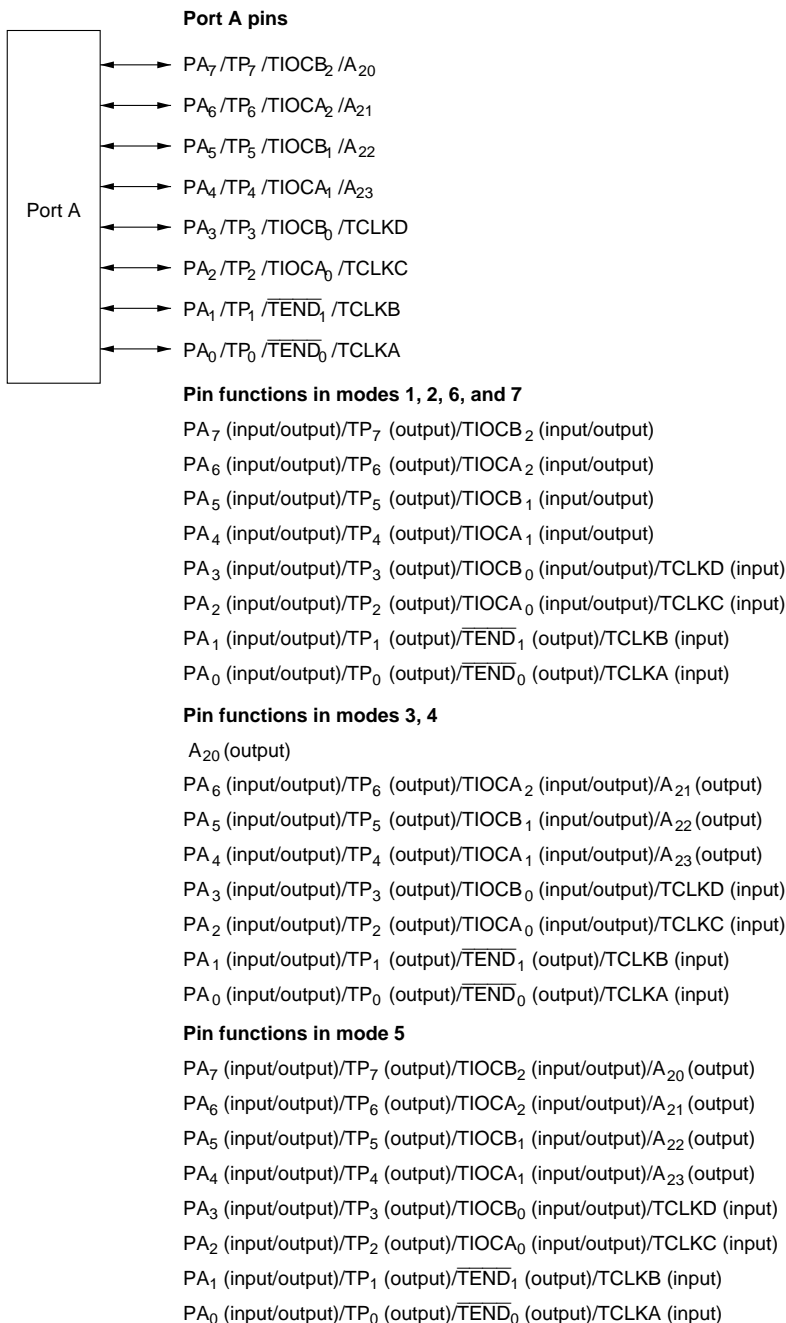 Port A pins
Port A
PA₇/TP₇/TIOCB₂/A₂₀
PA₆/TP₆/TIOCA₂/A₂₁
PA₅/TP₅/TIOCB₁/A₂₂
PA₄/TP₄/TIOCA₁/A₂₃
PA₃/TP₃/TIOCB₀/TCLKD
PA₂/TP₂/TIOCA₀/TCLKC
PA₁/TP₁/T̅E̅N̅D̅₁/TCLKB
PA₀/TP₀/T̅E̅N̅D̅₀/TCLKA
Pin functions in modes 1, 2, 6, and 7
PA₇ (input/output)/TP₇ (output)/TIOCB₂ (input/output)
PA₆ (input/output)/TP₆ (output)/TIOCA₂ (input/output)
PA₅ (input/output)/TP₅ (output)/TIOCB₁ (input/output)
PA₄ (input/output)/TP₄ (output)/TIOCA₁ (input/output)
PA₃ (input/output)/TP₃ (output)/TIOCB₀ (input/output)/TCLKD (input)
PA₂ (input/output)/TP₂ (output)/TIOCA₀ (input/output)/TCLKC (input)
PA₁ (input/output)/TP₁ (output)/T̅E̅N̅D̅₁ (output)/TCLKB (input)
PA₀ (input/output)/TP₀ (output)/T̅E̅N̅D̅₀ (output)/TCLKA (input)
Pin functions in modes 3, 4
A₂₀ (output)
PA₆ (input/output)/TP₆ (output)/TIOCA₂ (input/output)/A₂₁ (output)
PA₅ (input/output)/TP₅ (output)/TIOCB₁ (input/output)/A₂₂ (output)
PA₄ (input/output)/TP₄ (output)/TIOCA₁ (input/output)/A₂₃ (output)
PA₃ (input/output)/TP₃ (output)/TIOCB₀ (input/output)/TCLKD (input)
PA₂ (input/output)/TP₂ (output)/TIOCA₀ (input/output)/TCLKC (input)
PA₁ (input/output)/TP₁ (output)/T̅E̅N̅D̅₁ (output)/TCLKB (input)
PA₀ (input/output)/TP₀ (output)/T̅E̅N̅D̅₀ (output)/TCLKA (input)
Pin functions in mode 5
PA₇ (input/output)/TP₇ (output)/TIOCB₂ (input/output)/A₂₀ (output)
PA₆ (input/output)/TP₆ (output)/TIOCA₂ (input/output)/A₂₁ (output)
PA₅ (input/output)/TP₅ (output)/TIOCB₁ (input/output)/A₂₂ (output)
PA₄ (input/output)/TP₄ (output)/TIOCA₁ (input/output)/A₂₃ (output)
PA₃ (input/output)/TP₃ (output)/TIOCB₀ (input/output)/TCLKD (input)
PA₂ (input/output)/TP₂ (output)/TIOCA₀ (input/output)/TCLKC (input)
PA₁ (input/output)/TP₁ (output)/T̅E̅N̅D̅₁ (output)/TCLKB (input)
PA₀ (input/output)/TP₀ (output)/T̅E̅N̅D̅₀ (output)/TCLKA (input)